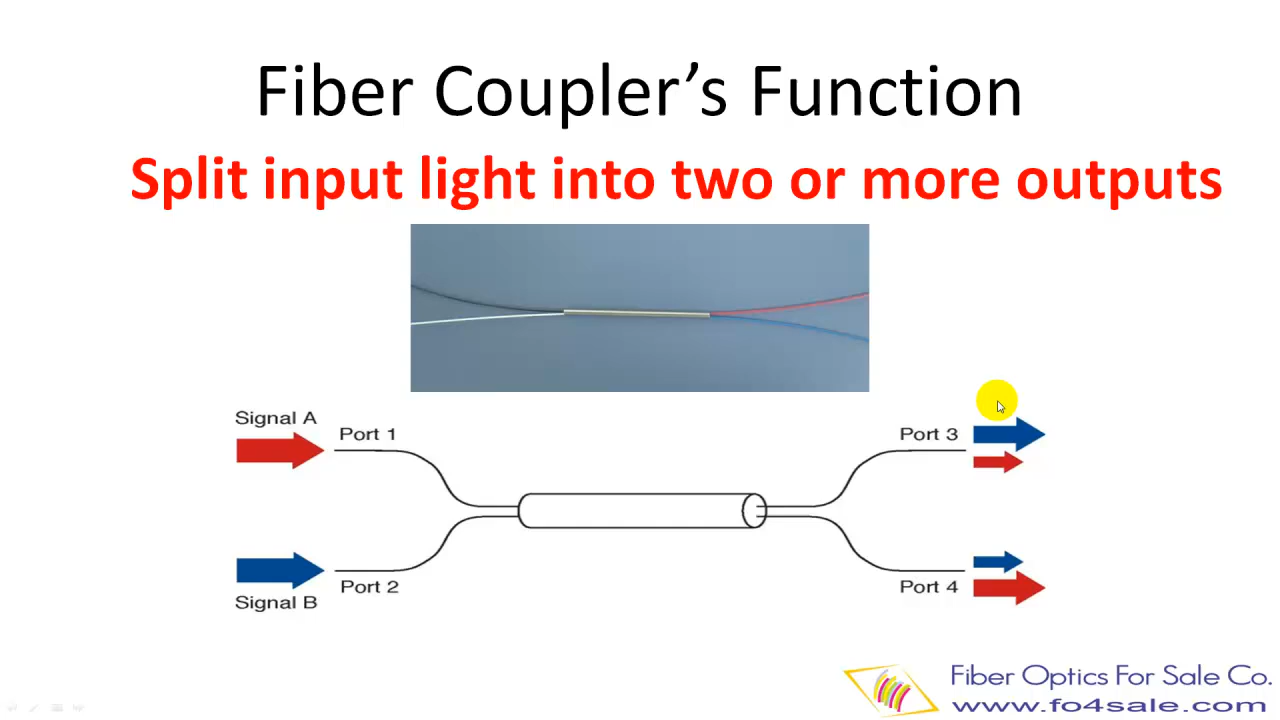 Fiber Coupler’s Function
Split input light into two or more outputs
Signal A
Port 1
Port 3
Port 2
Signal B
Port 4
Fiber Optics For Sale Co.
www.fo4sale.com